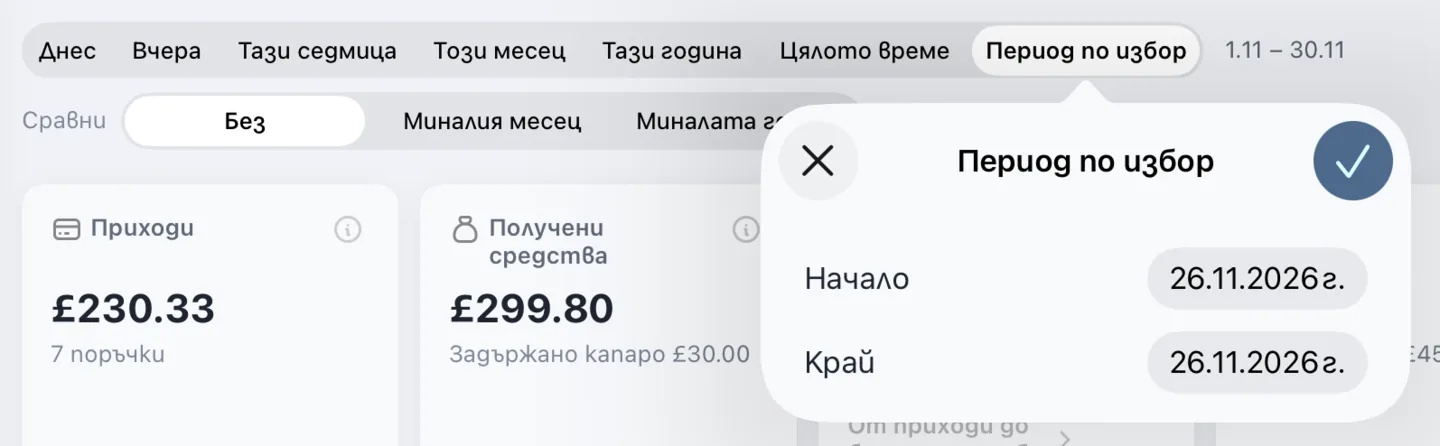 Днес Вчера Тази седмица Този месец Тази година Цялото време Период по избор 1.11 – 30.11
Сравни Без Миналия месец Миналата
Период по избор
Приходи
Получени
средства
Начало 26.11.2026 г.
£230.33
£299.80
7 поръчки
Задържано капаро £30.00
Край 26.11.2026 г.
От приходи до